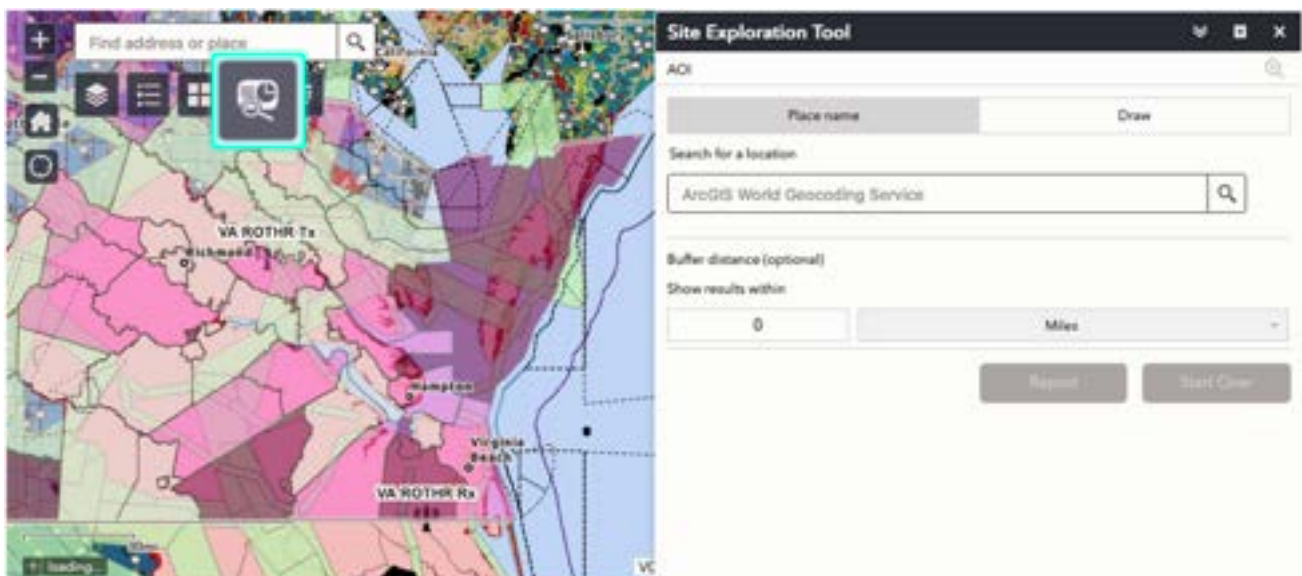 Find address or place
California
VA ROTHR Tx
Richmond
Hampton
Virginia
Beach
VA ROTHR Rx
loading...
Site Exploration Tool
AOI
Place name
Draw
Search for a location
ArcGIS World Geocoding Service
Buffer distance (optional)
Show results within
0
Miles
Report
Start Over